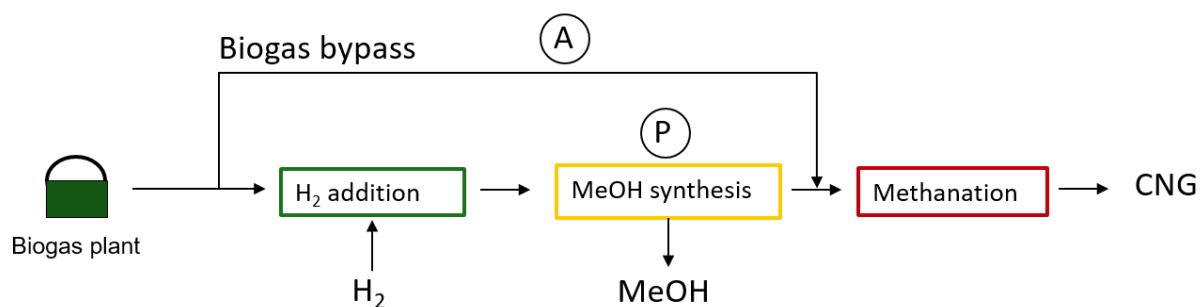 Biogas bypass
A
P
H₂ addition
MeOH synthesis
Methanation
CNG
Biogas plant
H₂
MeOH